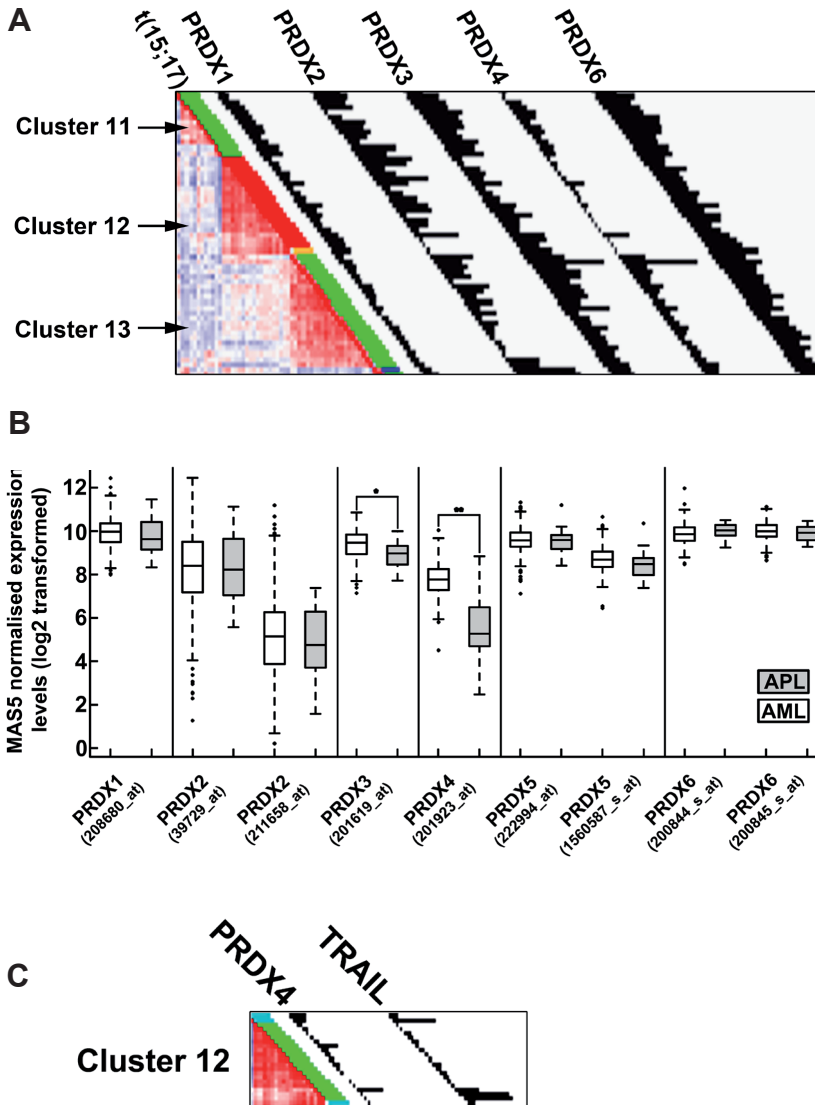 A
t(15;17)
PRDX1
PRDX2
PRDX3
PRDX4
PRDX6
Cluster 11
Cluster 12
Cluster 13
B
MAS5 normalised expression
levels (log2 transformed)
12
10
8
6
4
2
0
*
**
APL
AML
PRDX1
(208680_at)
PRDX2
(39729_at)
PRDX2
(211658_at)
PRDX3
(201619_at)
PRDX4
(201923_at)
PRDX5
(222994_at)
PRDX5
(1560587_s_at)
PRDX6
(200844_s_at)
PRDX6
(200845_s_at)
C
PRDX4
TRAIL
Cluster 12